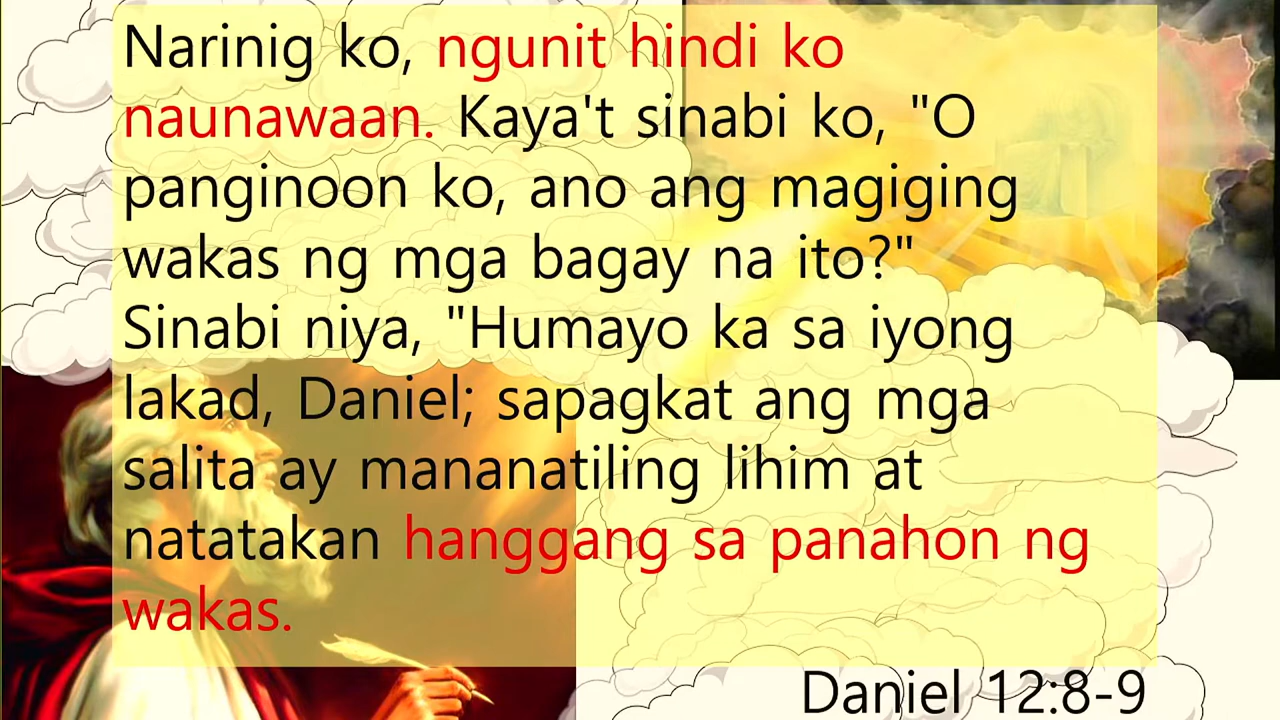 Narinig ko, ngunit hindi ko
naunawaan. Kaya't sinabi ko, "O
panginoon ko, ano ang magiging
wakas ng mga bagay na ito?"
Sinabi niya, "Humayo ka sa iyong
lakad, Daniel; sapagkat ang mga
salita ay mananatiling lihim at
natatakan hanggang sa panahon ng
wakas.
Daniel 12:8-9